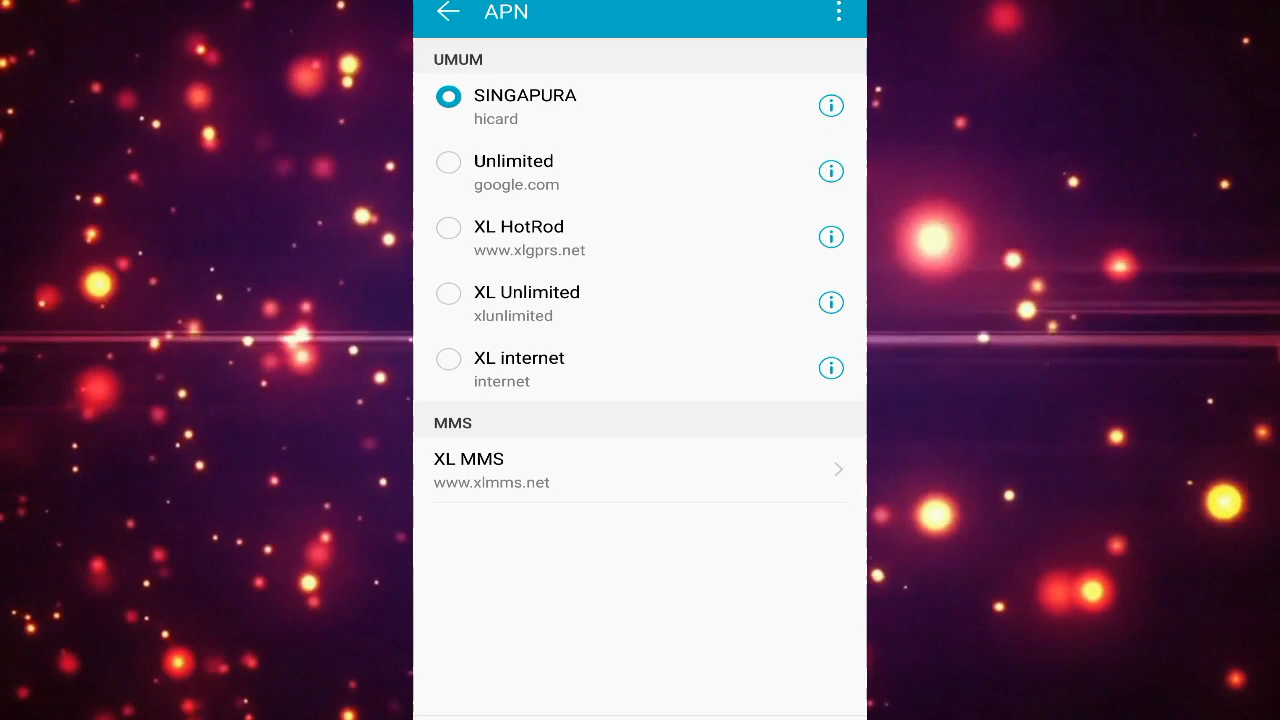 APN
UMUM
SINGAPURA
hicard
Unlimited
google.com
XL HotRod
www.xlgprs.net
XL Unlimited
xlunlimited
XL internet
internet
MMS
XL MMS
www.xlmms.net